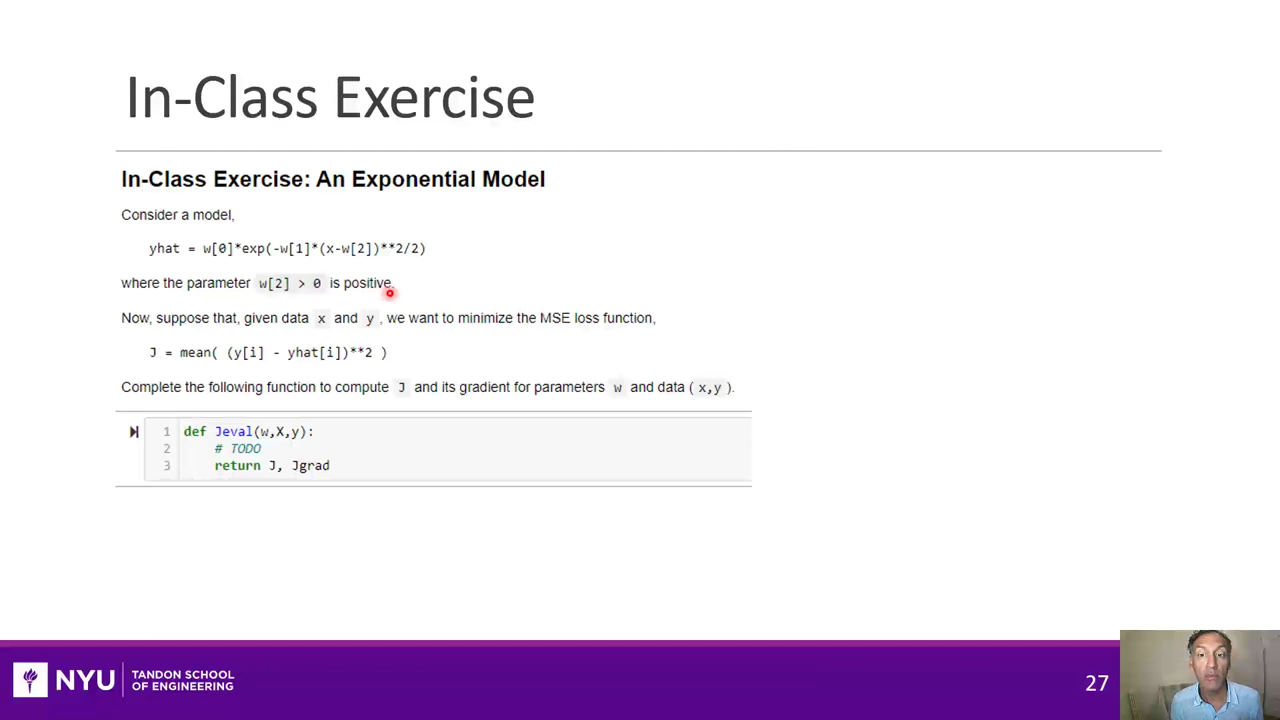 In-Class Exercise
In-Class Exercise: An Exponential Model
Consider a model,
yhat = w[0]*exp(-w[1]*(x-w[2])**2/2)
where the parameter w[2] > 0 is positive.
Now, suppose that, given data x and y , we want to minimize the MSE loss function,
J = mean( (y[i] - yhat[i])**2 )
Complete the following function to compute J and its gradient for parameters w and data ( x,y ).
1 def Jeval(w,X,y):
2 # TODO
3 return J, Jgrad
NYU
TANDON SCHOOL
OF ENGINEERING
27